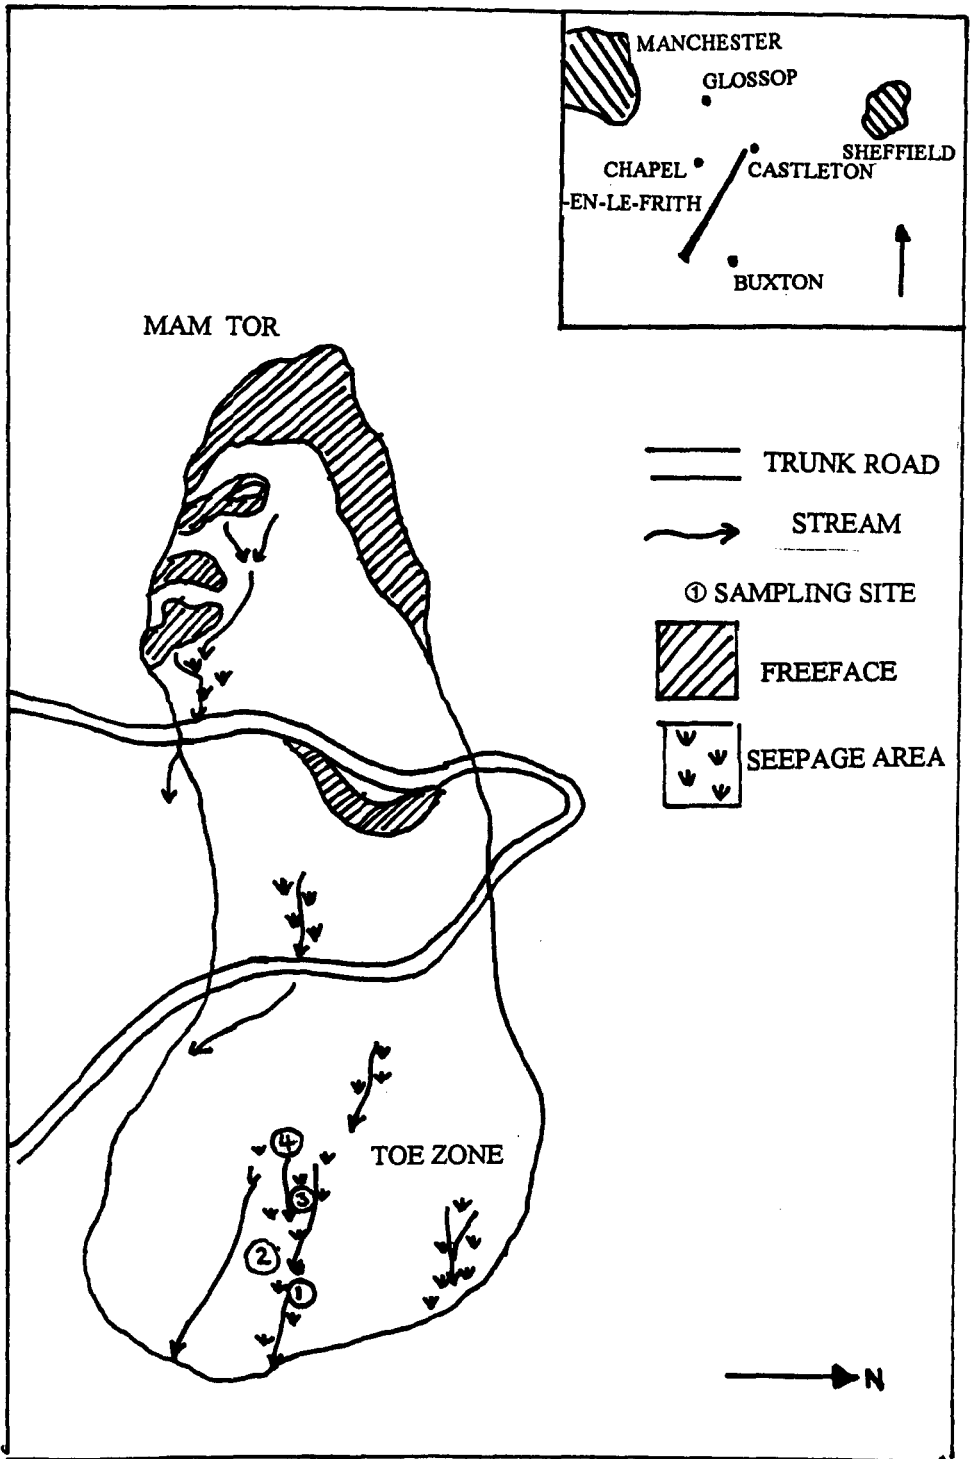 MANCHESTER
GLOSSOP
SHEFFIELD
CHAPEL
CASTLETON
-EN-LE-FRITH
BUXTON
MAM TOR
TRUNK ROAD
STREAM
① SAMPLING SITE
FREEFACE
SEEPAGE AREA
④
TOE ZONE
③
②
①
N